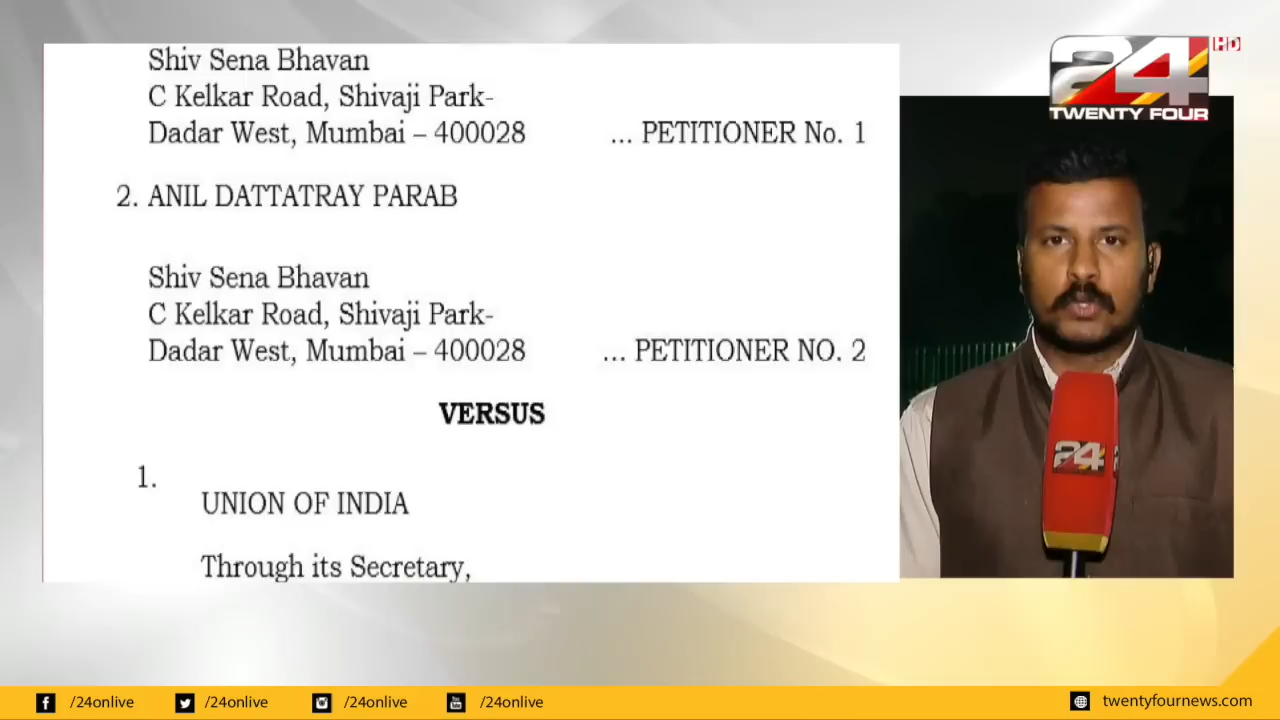 Shiv Sena Bhavan
C Kelkar Road, Shivaji Park-
Dadar West, Mumbai – 400028 ... PETITIONER No. 1
2. ANIL DATTATRAY PARAB
Shiv Sena Bhavan
C Kelkar Road, Shivaji Park-
Dadar West, Mumbai – 400028 ... PETITIONER NO. 2
VERSUS
1.
UNION OF INDIA
Through its Secretary,
24
HD
TWENTY FOUR
24
/24onlive
/24onlive
/24onlive
You Tube
/24onlive
twentyfournews.com